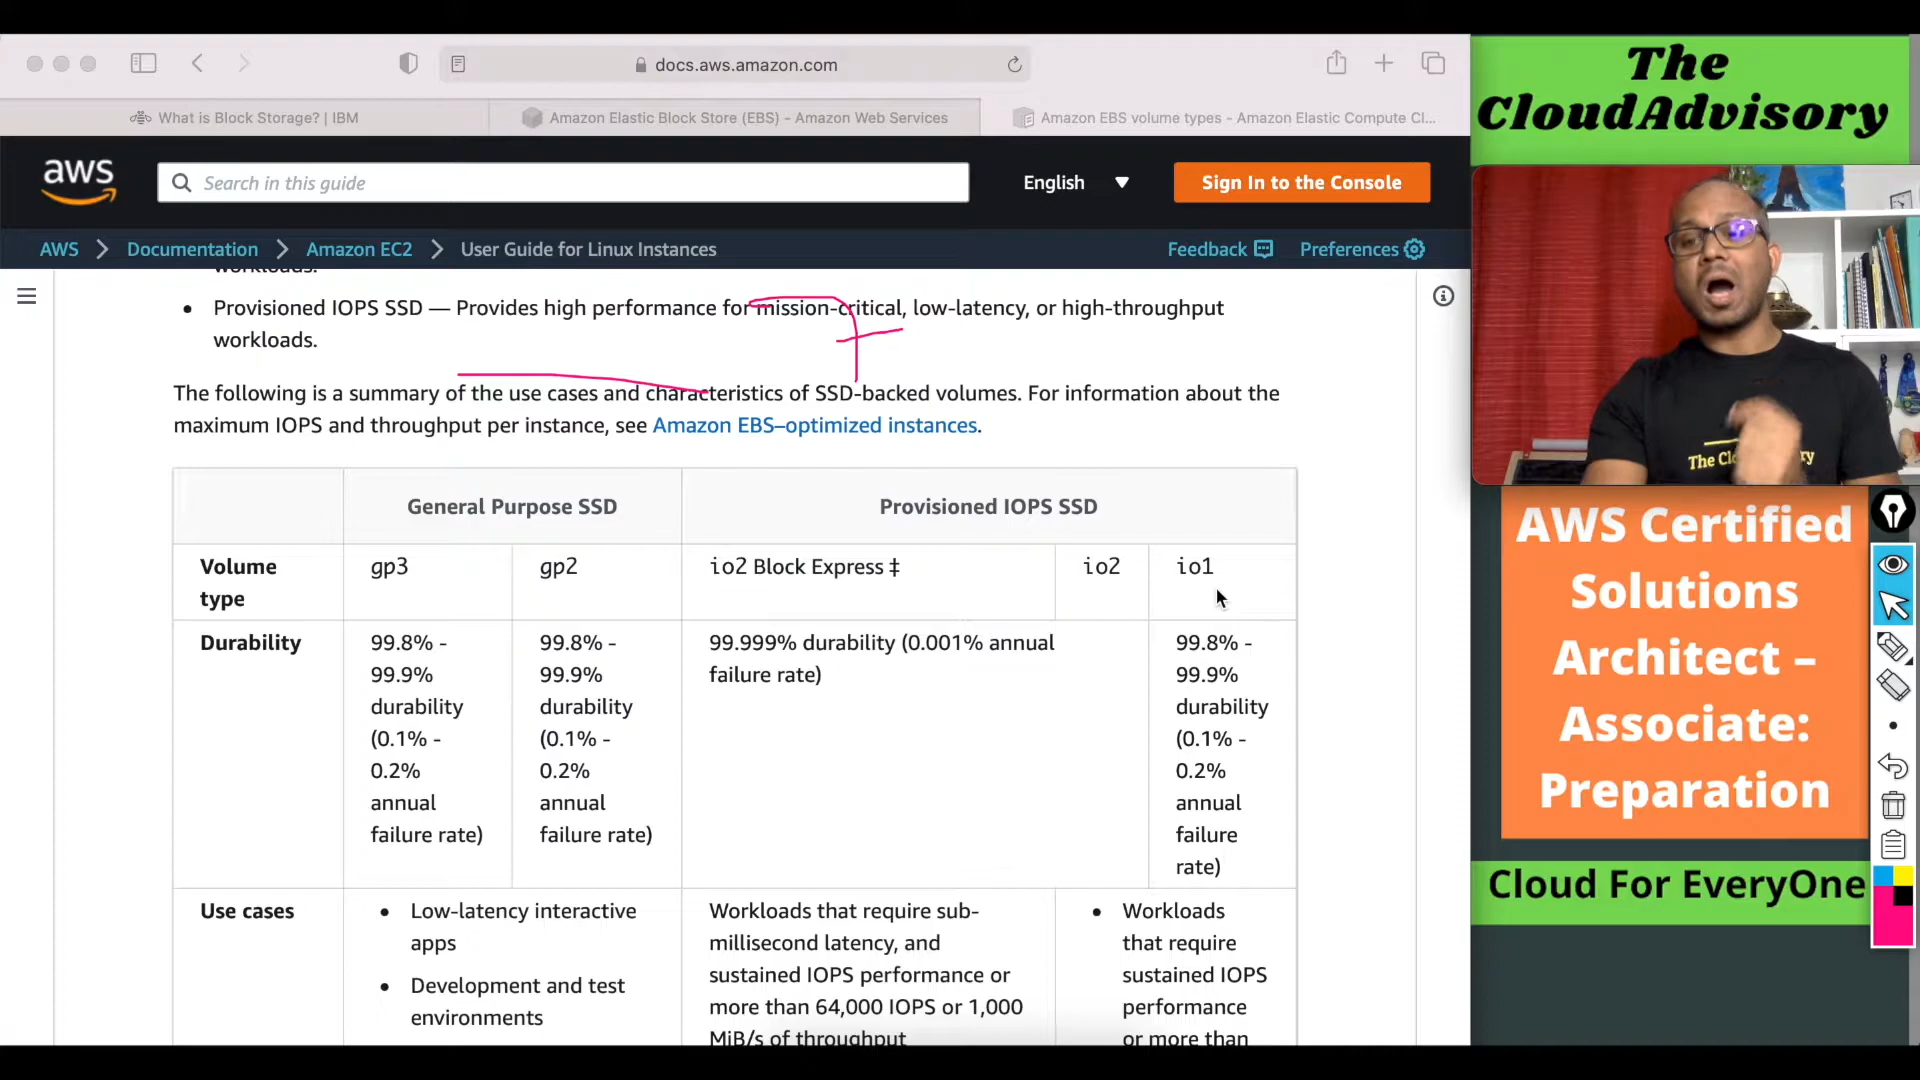 docs.aws.amazon.com
What is Block Storage? | IBM
Amazon Elastic Block Store (EBS) – Amazon Web Services
Amazon EBS volume types - Amazon Elastic Compute Cl...
aws
Search in this guide
English
Sign In to the Console
AWS
Documentation
Amazon EC2
User Guide for Linux Instances
Feedback
Preferences
workloads.
• Provisioned IOPS SSD — Provides high performance for mission-critical, low-latency, or high-throughput
workloads.
The following is a summary of the use cases and characteristics of SSD-backed volumes. For information about the
maximum IOPS and throughput per instance, see Amazon EBS–optimized instances.
General Purpose SSD
Provisioned IOPS SSD
Volume
type
gp3
gp2
io2 Block Express ‡
io2
io1
Durability
99.8% -
99.9%
durability
(0.1% -
0.2%
annual
failure rate)
99.8% -
99.9%
durability
(0.1% -
0.2%
annual
failure rate)
99.999% durability (0.001% annual
failure rate)
99.8% -
99.9%
durability
(0.1% -
0.2%
annual
failure
rate)
Use cases
• Low-latency interactive
apps
• Development and test
environments
Workloads that require sub-
millisecond latency, and
sustained IOPS performance or
more than 64,000 IOPS or 1,000
MiB/s of throughput
• Workloads
that require
sustained IOPS
performance
or more than
The
CloudAdvisory
AWS Certified
Solutions
Architect –
Associate:
Preparation
Cloud For EveryOne